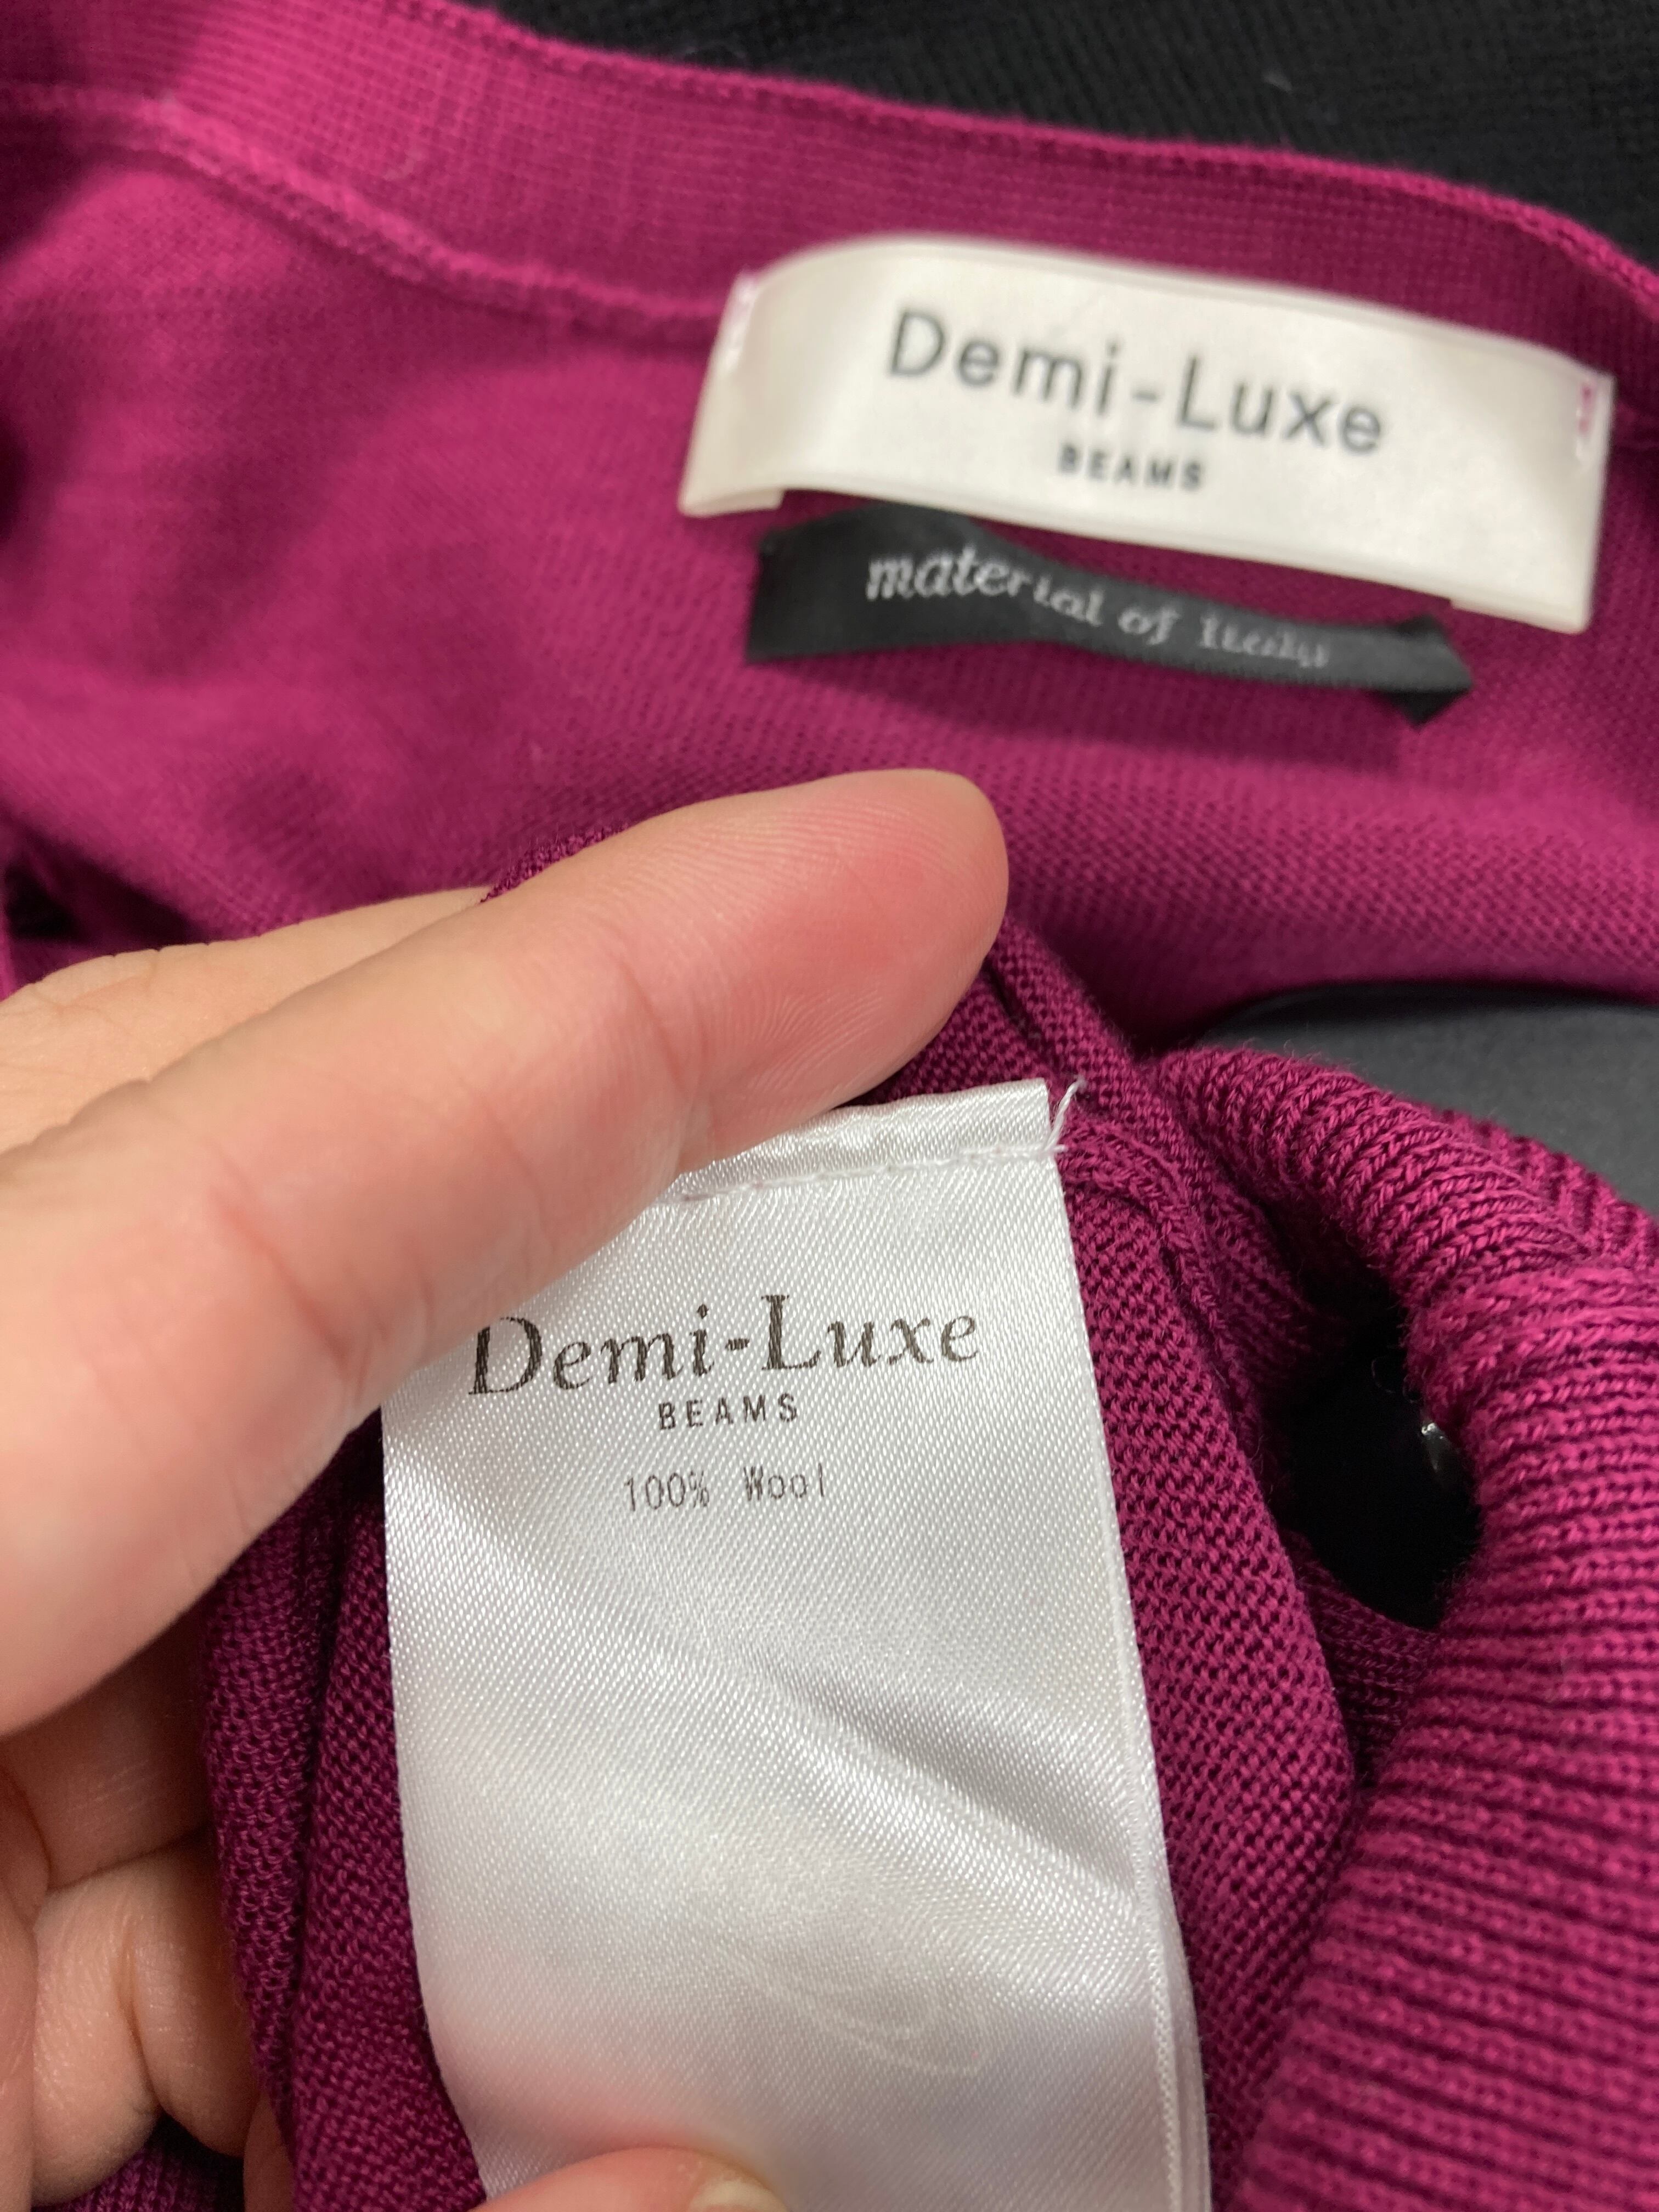 Demi-Luxe
BEAMS
material of Italy
Demi-Luxe
BEAMS
100% Wool